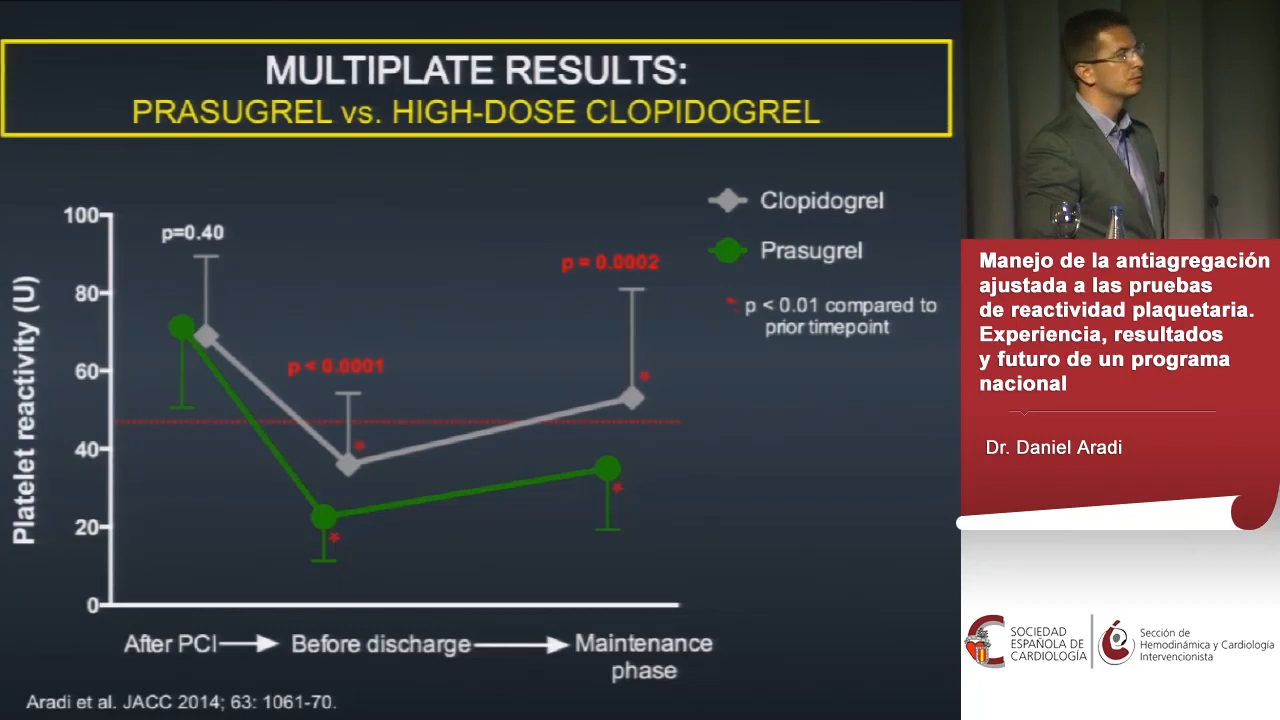 MULTIPLATE RESULTS:
PRASUGREL vs. HIGH-DOSE CLOPIDOGREL
Clopidogrel
Prasugrel
*: p < 0.01 compared to
prior timepoint
Platelet reactivity (U)
100
80
60
40
20
0
p=0.40
p < 0.0001
p = 0.0002
*
*
*
*
After PCI
Before discharge
Maintenance
phase
Aradi et al. JACC 2014; 63: 1061-70.
Manejo de la antiagregación
ajustada a las pruebas
de reactividad plaquetaria.
Experiencia, resultados
y futuro de un programa
nacional
Dr. Daniel Aradi
SOCIEDAD
ESPAÑOLA DE
CARDIOLOGÍA
Sección de
Hemodinámica y Cardiología
Intervencionista